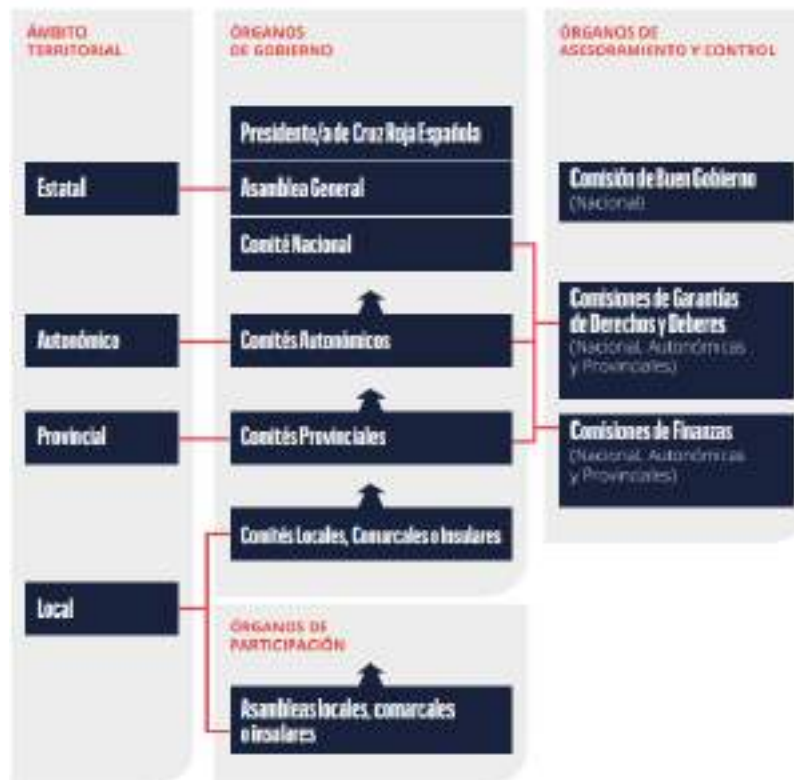 ÁMBITO
TERRITORIAL
Estatal
Autonómico
Provincial
Local
ÓRGANOS
DE GOBIERNO
Presidente/a de Cruz Roja Española
Asamblea General
Comité Nacional
Comités Autonómicos
Comités Provinciales
Comités Locales, Comarcales o Insulares
ÓRGANOS DE
PARTICIPACIÓN
Asambleas locales, comarcales
o insulares
ÓRGANOS DE
ASESORAMIENTO Y CONTROL
Comisión de Buen Gobierno
(Nacional)
Comisiones de Garantías
de Derechos y Deberes
(Nacional, Autonómicas
y Provinciales)
Comisiones de Finanzas
(Nacional, Autonómicas
y Provinciales)